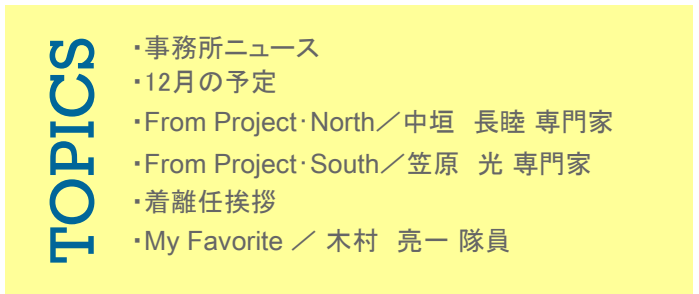 TOPICS
・事務所ニュース
・12月の予定
・From Project·North／中垣　長睦 専門家
・From Project·South／笠原　光 専門家
・着離任挨拶
・My Favorite ／ 木村　亮一 隊員